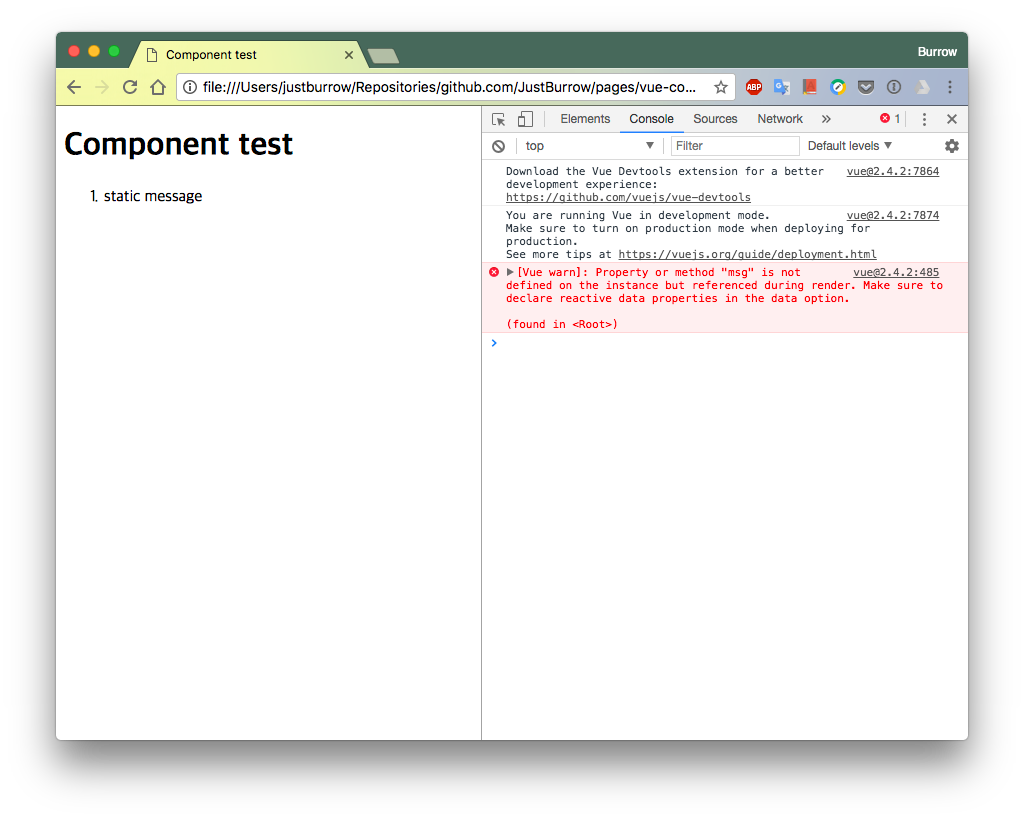 Component test
Burrow
file:///Users/justburrow/Repositories/github.com/JustBurrow/pages/vue-co...
ABP
Component test
1. static message
Elements Console Sources Network » 1
top Filter Default levels
Download the Vue Devtools extension for a better vue@2.4.2:7864
development experience:
https://github.com/vuejs/vue-devtools
You are running Vue in development mode. vue@2.4.2:7874
Make sure to turn on production mode when deploying for
production.
See more tips at https://vuejs.org/guide/deployment.html
[Vue warn]: Property or method "msg" is not vue@2.4.2:485
defined on the instance but referenced during render. Make sure to
declare reactive data properties in the data option.
(found in <Root>)